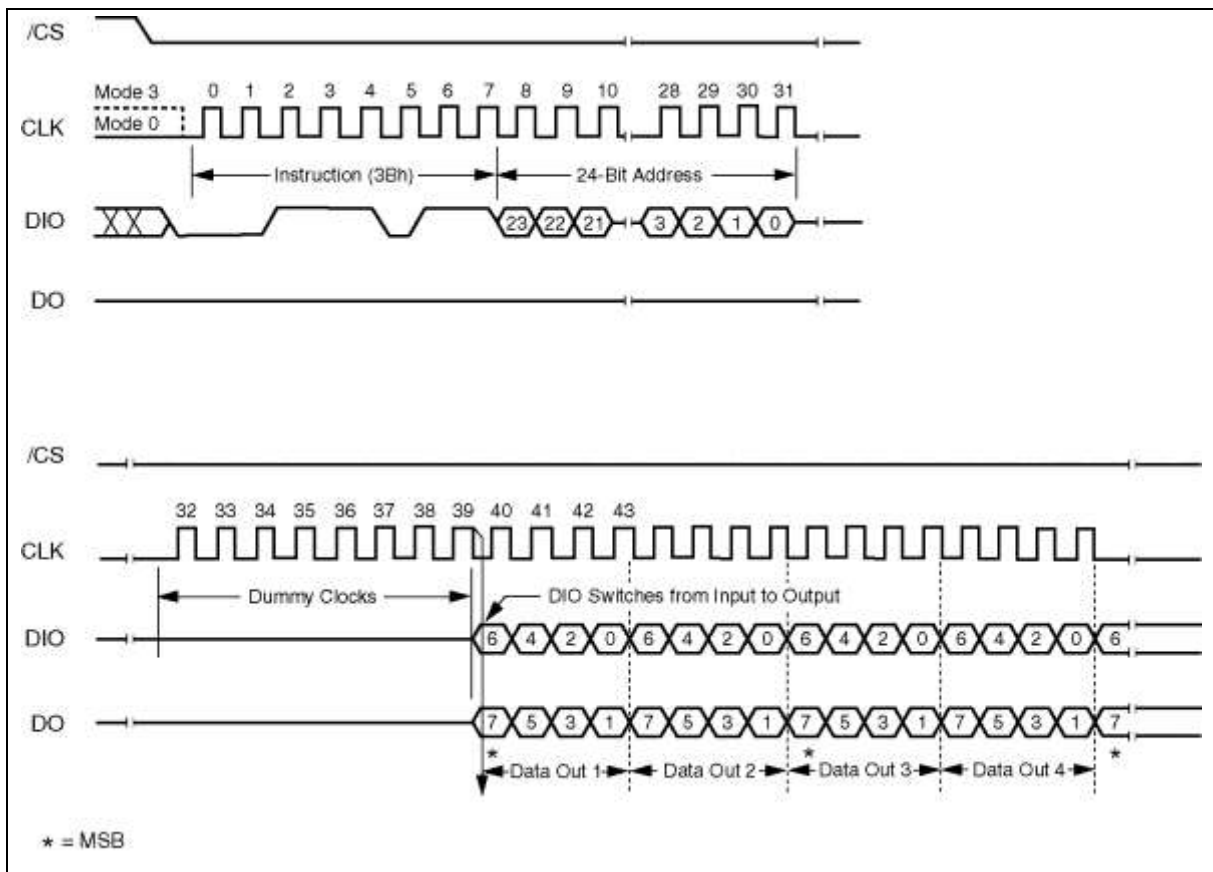 /CS
Mode 3 0 1 2 3 4 5 6 7 8 9 10 28 29 30 31
CLK Mode 0
Instruction (3Bh) 24-Bit Address
DIO 23 22 21 3 2 1 0
DO
/CS
32 33 34 35 36 37 38 39 40 41 42 43
CLK
Dummy Clocks DIO Switches from Input to Output
DIO 6 4 2 0 6 4 2 0 6 4 2 0 6 4 2 0 6
DO 7 5 3 1 7 5 3 1 7 5 3 1 7 5 3 1 7
* * *
Data Out 1 Data Out 2 Data Out 3 Data Out 4
* = MSB